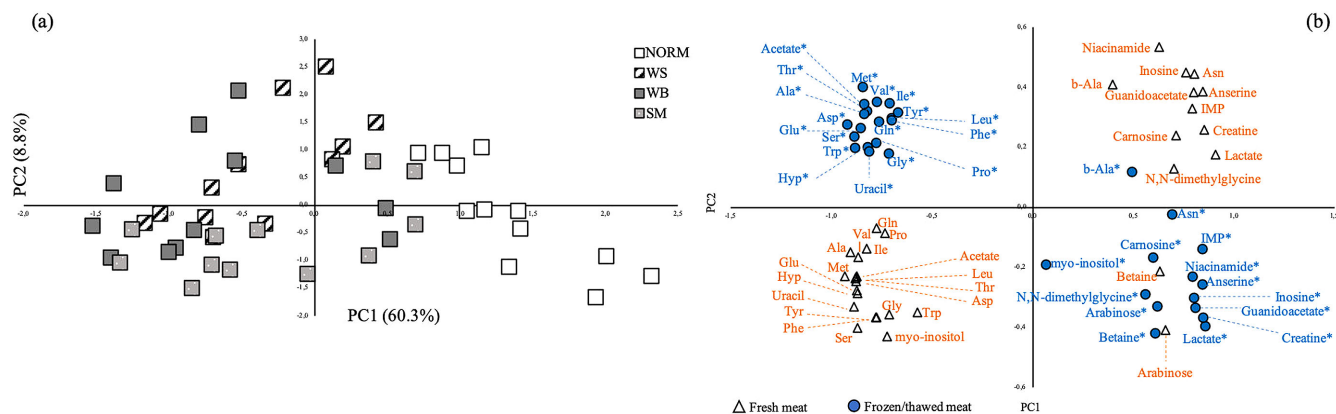 (a)
NORM
WS
WB
SM
PC2 (8.8%)
3,0
2,5
2,0
1,5
1,0
0,5
0,0
-0,5
-1,0
-1,5
-2,0
-2,0 -1,5 -1,0 -0,5 0,0 0,5 1,0 1,5 2,0 2,5
PC1 (60.3%)
(b)
0,6
0,4
0,2
0,0
-0,2
-0,4
-0,6
-1,5 -1,0 -0,5 0,0 0,5 1,0 1,5
PC2
PC1
Acetate*
Thr*
Ala*
Met*
Val*
Ile*
Tyr*
Asp*
Glu*
Ser*
Gln*
Leu*
Phe*
Trp*
Gly*
Hyp*
Uracil*
Pro*
Niacinamide
b-Ala
Inosine
Asn
Guanidoacetate
Anserine
IMP
Carnosine
Creatine
Lactate
b-Ala*
N,N-dimethylglycine
Asn*
Gln
Val
Pro
Ala
Ile
Glu
Met
Acetate
Hyp
Leu
Uracil
Thr
Asp
Tyr
Gly
Trp
Phe
Ser
myo-inositol
Carnosine*
IMP*
myo-inositol*
Betaine
Niacinamide*
Anserine*
N,N-dimethylglycine*
Inosine*
Arabinose*
Guanidoacetate*
Betaine*
Lactate*
Creatine*
Arabinose
Fresh meat
Frozen/thawed meat